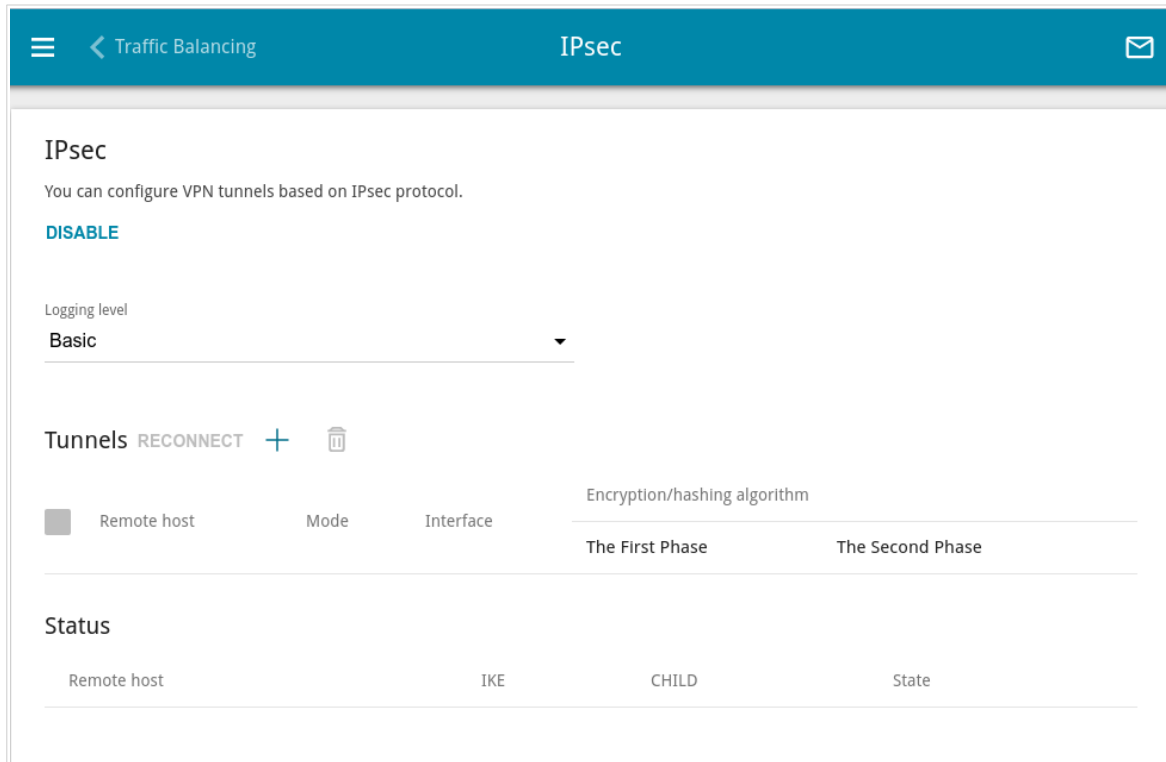 Traffic Balancing IPsec
IPsec
You can configure VPN tunnels based on IPsec protocol.
DISABLE
Logging level
Basic
Tunnels RECONNECT
Encryption/hashing algorithm
Remote host Mode Interface
The First Phase The Second Phase
Status
Remote host IKE CHILD State